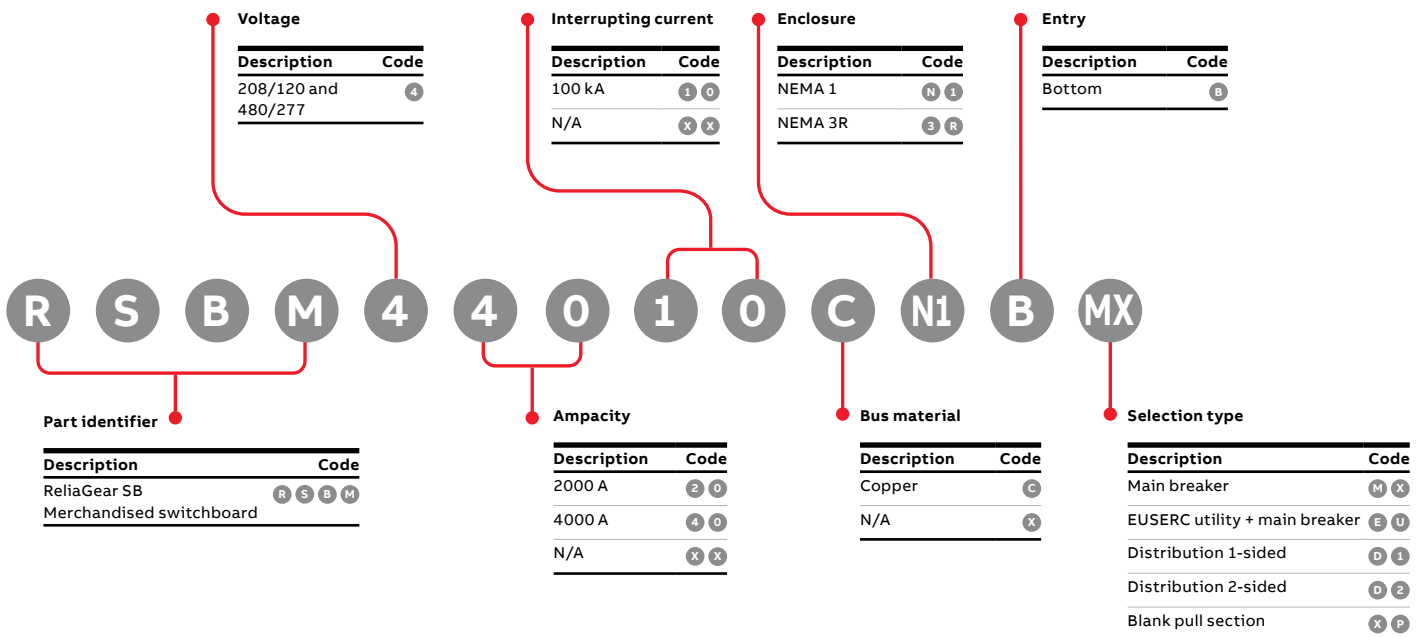 Voltage
Description Code
208/120 and 4
480/277
Interrupting current
Description Code
100 kA 1 0
N/A X X
Enclosure
Description Code
NEMA 1 N 1
NEMA 3R 3 R
Entry
Description Code
Bottom B
R S B M 4 4 0 1 0 C N1 B MX
Part identifier
Description Code
ReliaGear SB R S B M
Merchandised switchboard
Ampacity
Description Code
2000 A 2 0
4000 A 4 0
N/A X X
Bus material
Description Code
Copper C
N/A X
Selection type
Description Code
Main breaker M X
EUSERC utility + main breaker E U
Distribution 1-sided D 1
Distribution 2-sided D 2
Blank pull section X P